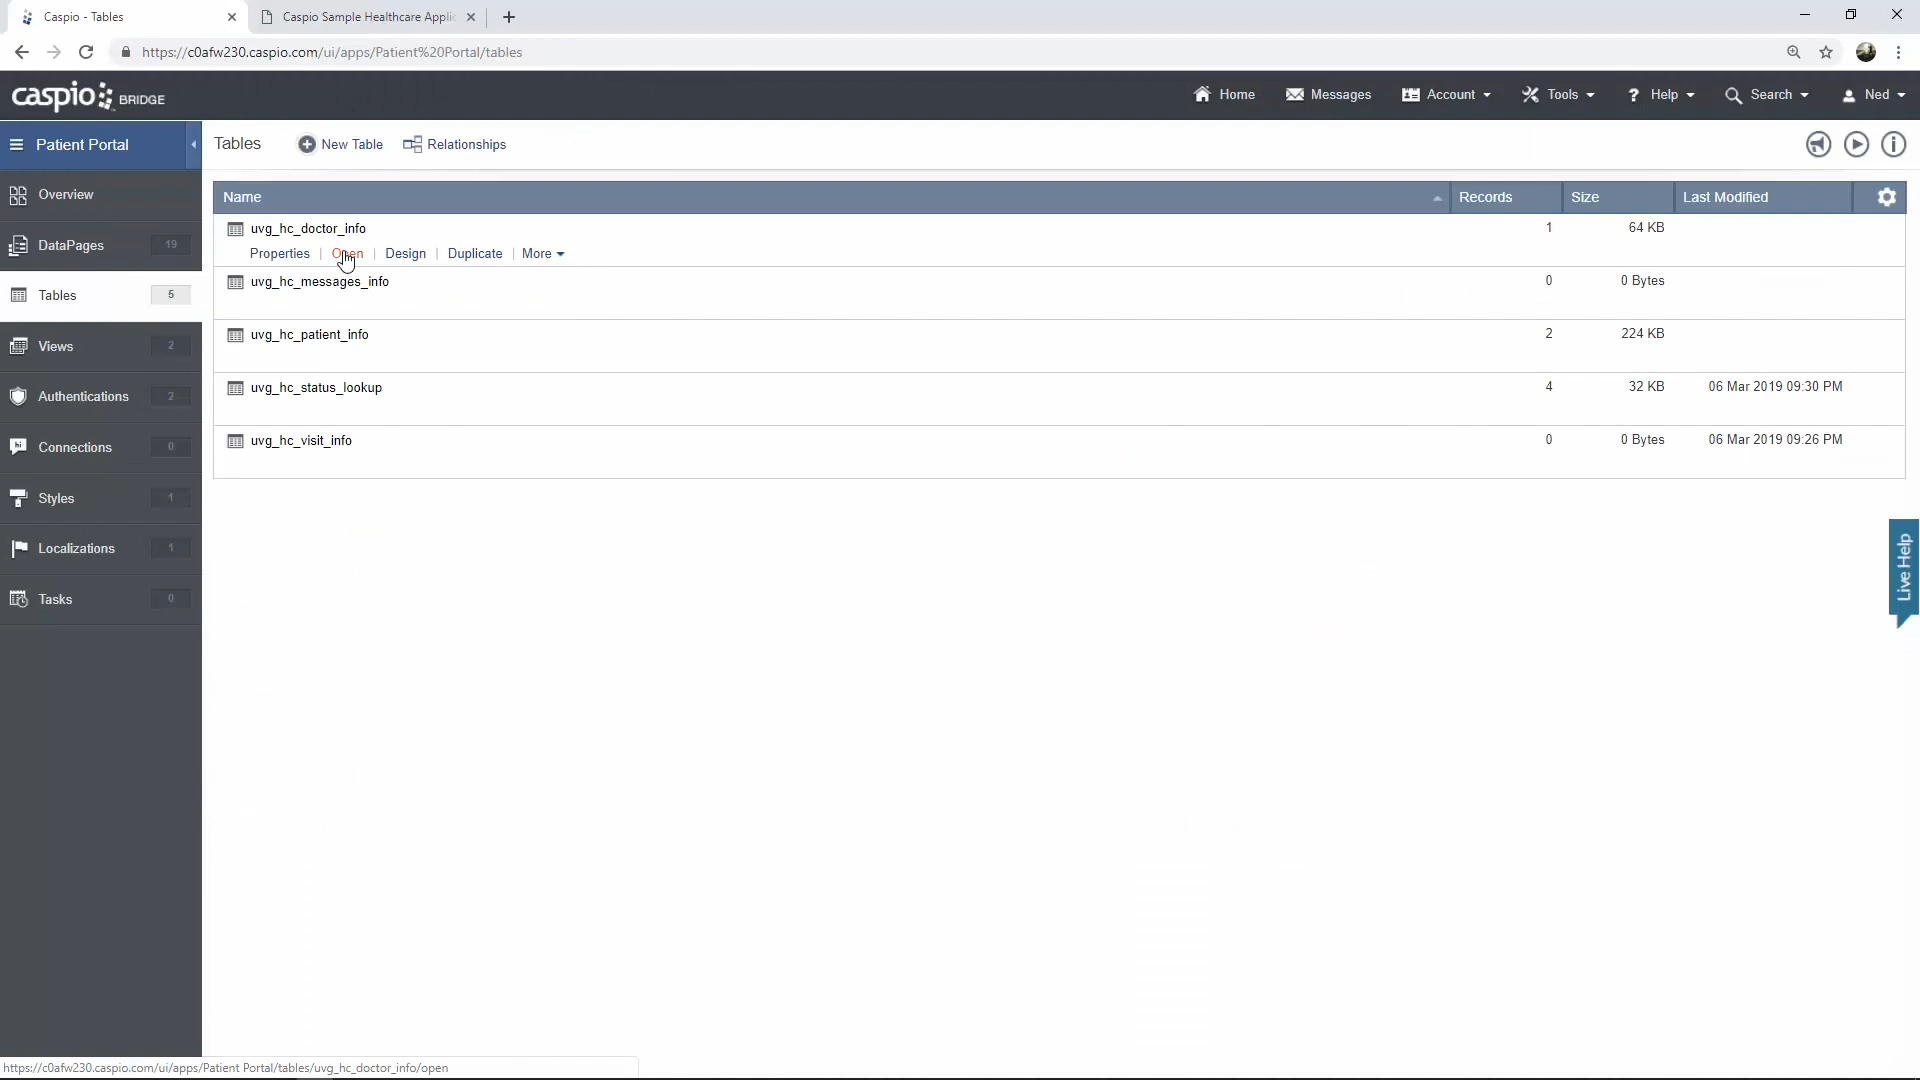 Caspio - Tables
Caspio Sample Healthcare Applic
https://c0afw230.caspio.com/ui/apps/Patient%20Portal/tables
caspio BRIDGE
Home
Messages
Account
Tools
? Help
Search
Ned
Patient Portal
Tables
New Table
Relationships
Overview
DataPages 19
Tables 5
Views 2
Authentications 2
Connections 0
Styles 1
Localizations 1
Tasks 0
Name Records Size Last Modified
uvg_hc_doctor_info 1 64 KB
Properties | Open | Design | Duplicate | More
uvg_hc_messages_info 0 0 Bytes
uvg_hc_patient_info 2 224 KB
uvg_hc_status_lookup 4 32 KB 06 Mar 2019 09:30 PM
uvg_hc_visit_info 0 0 Bytes 06 Mar 2019 09:26 PM
Live Help
https://c0afw230.caspio.com/ui/apps/Patient Portal/tables/uvg_hc_doctor_info/open